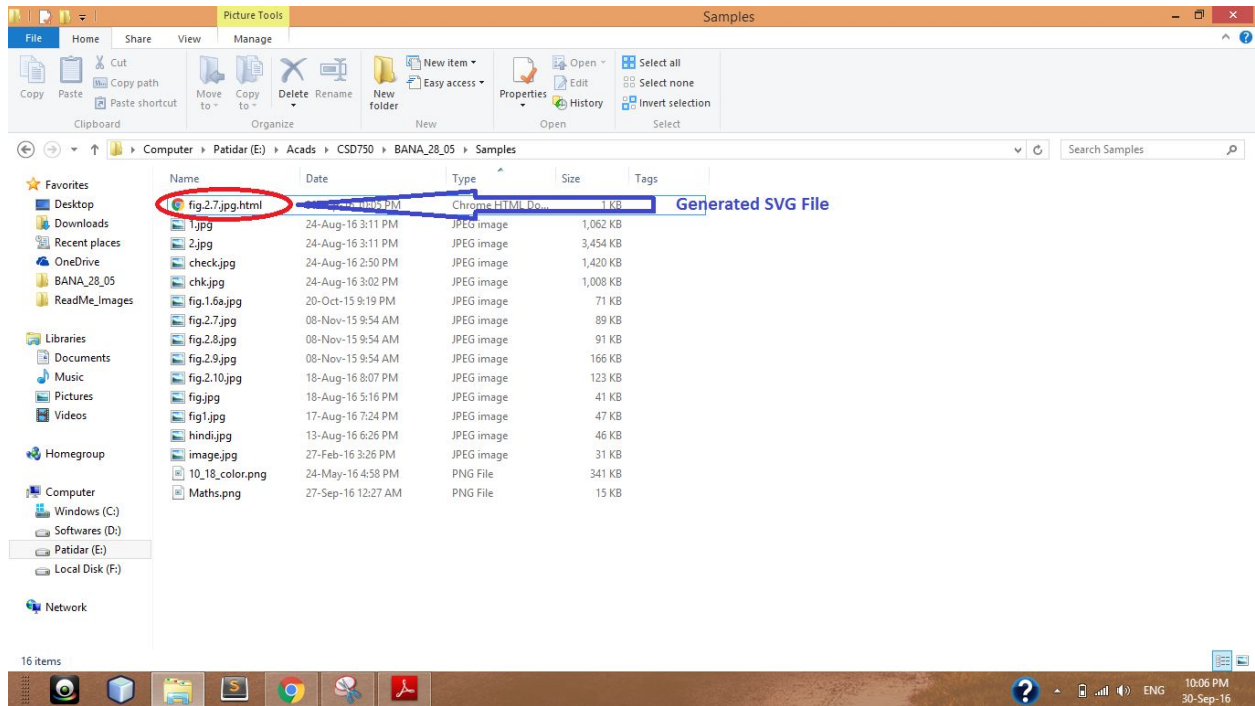 Picture Tools
Samples
File Home Share View Manage
Copy
Paste
Cut
Copy path
Paste shortcut
Clipboard
Move to
Copy to
Delete
Rename
Organize
New folder
New item
Easy access
New
Properties
Open
Edit
History
Open
Select all
Select none
Invert selection
Select
Computer Patidar (E:) Acads CSD750 BANA_28_05 Samples
Search Samples
Favorites
Desktop
Downloads
Recent places
OneDrive
BANA_28_05
ReadMe_Images
Libraries
Documents
Music
Pictures
Videos
Homegroup
Computer
Windows (C:)
Softwares (D:)
Patidar (E:)
Local Disk (F:)
Network
Name Date Type Size Tags
fig.2.7.jpg.html 10:05 PM Chrome HTML Do... 1 KB
Generated SVG File
1.jpg 24-Aug-16 3:11 PM JPEG image 1,062 KB
2.jpg 24-Aug-16 3:11 PM JPEG image 3,454 KB
check.jpg 24-Aug-16 2:50 PM JPEG image 1,420 KB
chk.jpg 24-Aug-16 3:02 PM JPEG image 1,008 KB
fig.1.6a.jpg 20-Oct-15 9:19 PM JPEG image 71 KB
fig.2.7.jpg 08-Nov-15 9:54 AM JPEG image 89 KB
fig.2.8.jpg 08-Nov-15 9:54 AM JPEG image 91 KB
fig.2.9.jpg 08-Nov-15 9:54 AM JPEG image 166 KB
fig.2.10.jpg 18-Aug-16 8:07 PM JPEG image 123 KB
fig.jpg 18-Aug-16 5:16 PM JPEG image 41 KB
fig1.jpg 17-Aug-16 7:24 PM JPEG image 47 KB
hindi.jpg 13-Aug-16 6:26 PM JPEG image 46 KB
image.jpg 27-Feb-16 3:26 PM JPEG image 31 KB
10_18_color.png 24-May-16 4:58 PM PNG File 341 KB
Maths.png 27-Sep-16 12:27 AM PNG File 15 KB
16 items
ENG
10:06 PM
30-Sep-16